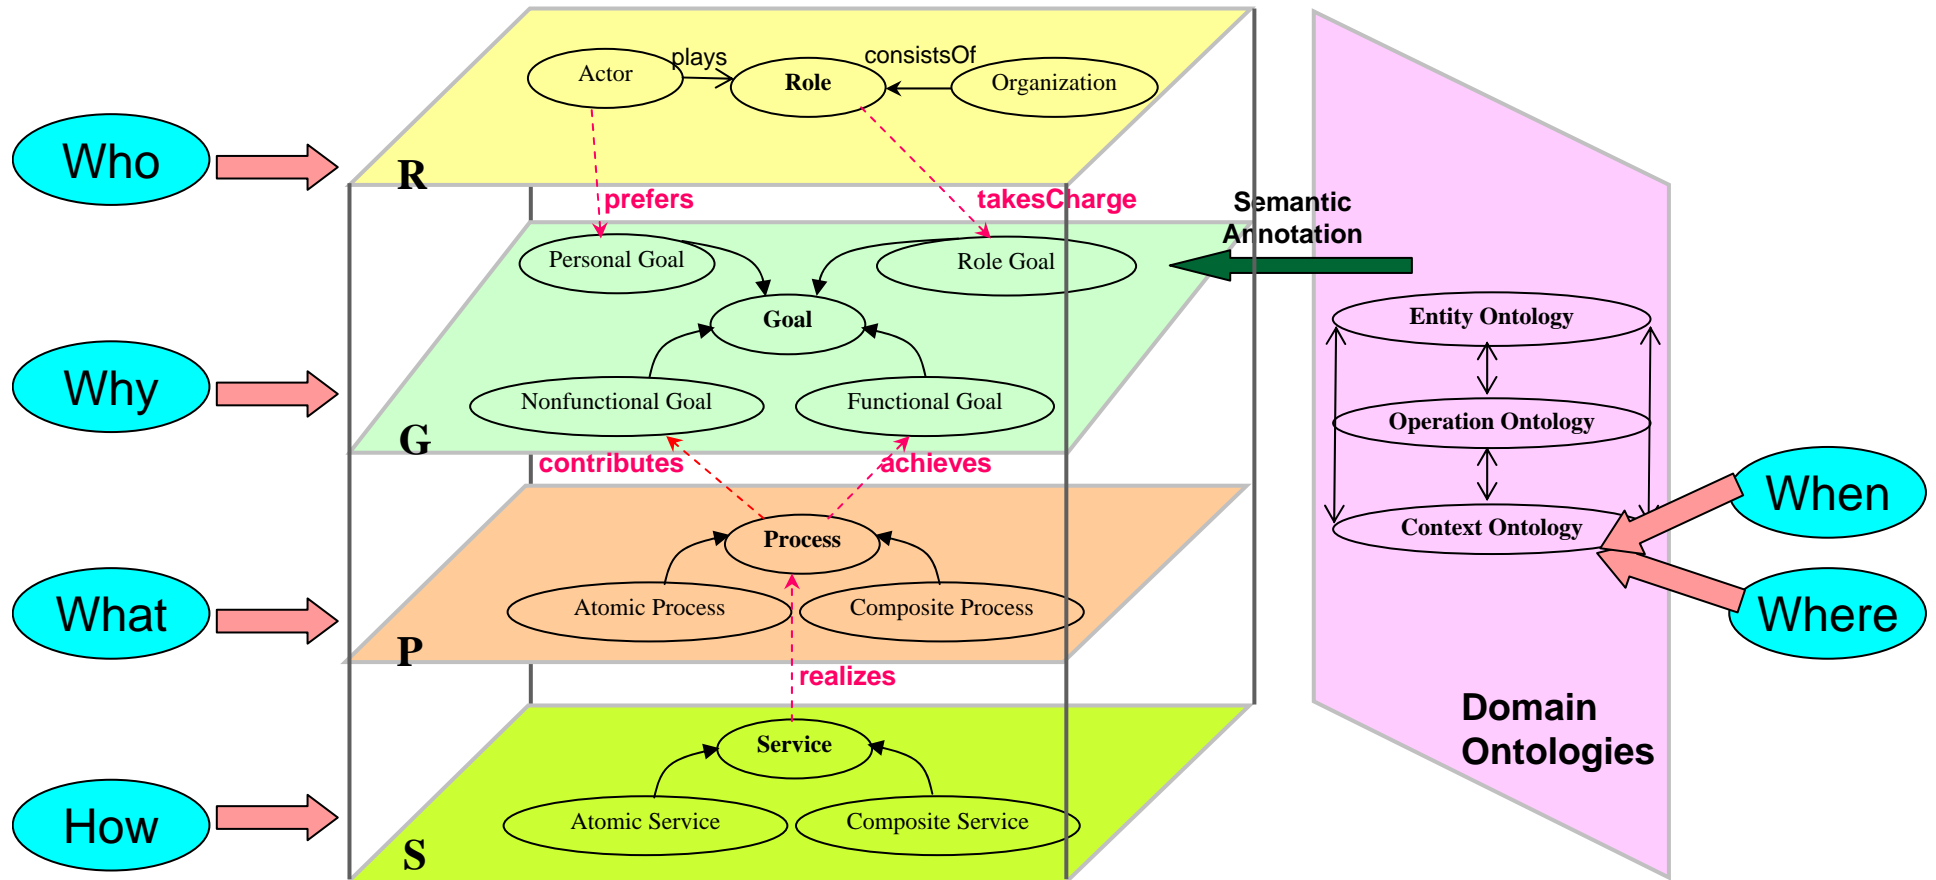 plays
consistsOf
Actor
Role
Organization
Who
R
prefers
takesCharge
Semantic
Annotation
Personal Goal
Role Goal
Goal
Entity Ontology
Why
Nonfunctional Goal
Functional Goal
Operation Ontology
G
contributes
achieves
When
Process
Context Ontology
What
Atomic Process
Composite Process
Where
P
realizes
Domain
Ontologies
Service
How
Atomic Service
Composite Service
S